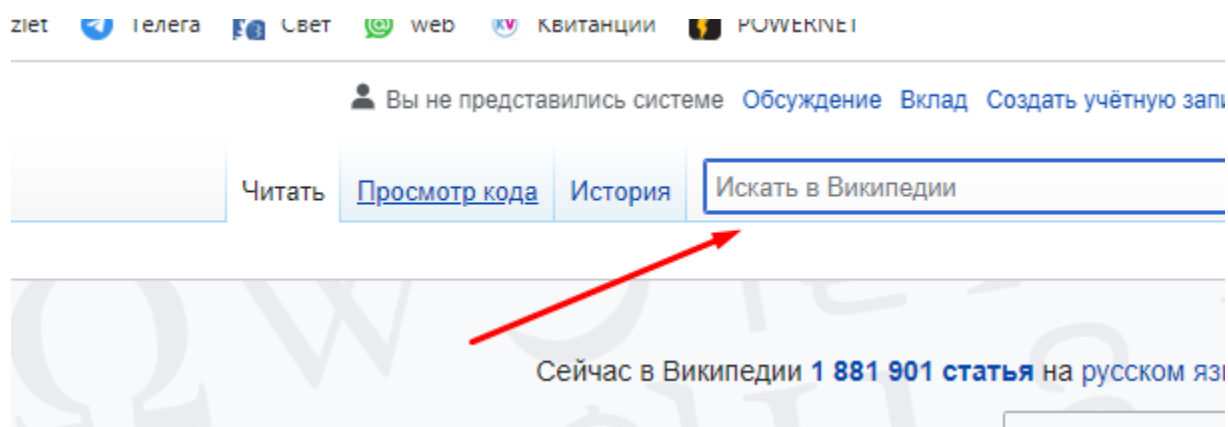 zlet Телега Свет web Квитанции POWERNET
Вы не представились системе Обсуждение Вклад Создать учётную запи
Читать Просмотр кода История Искать в Википедии
Сейчас в Википедии 1 881 901 статья на русском язы